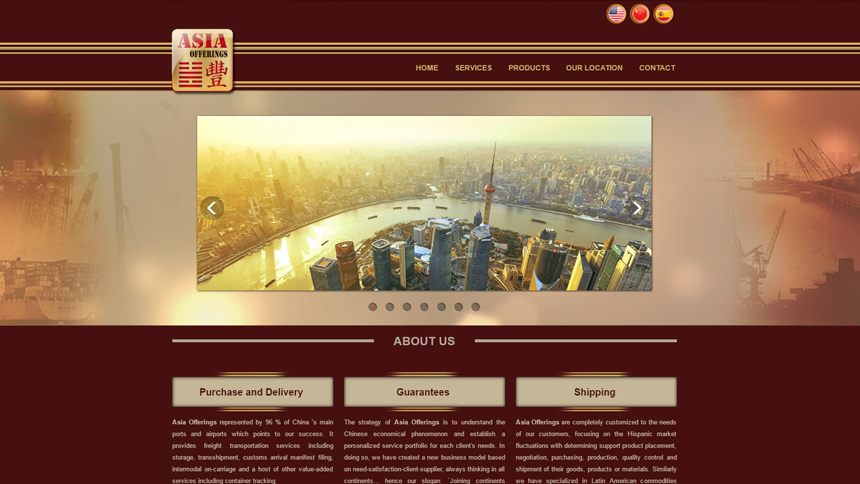 ASIA
OFFERINGS
豐
HOME SERVICES PRODUCTS OUR LOCATION CONTACT
ABOUT US
Purchase and Delivery
Asia Offerings represented by 96 % of China 's main
ports and airports which points to our success. It
provides freight transportation services including
storage, transshipment, customs arrival manifest filing,
intermodal on-carriage and a host of other value-added
services including container tracking.
Guarantees
The strategy of Asia Offerings is to understand the
Chinese economical phenomenon and establish a
personalized service portfolio for each client's needs. In
doing so, we have created a new business model based
on need-satisfaction-client-supplier, always thinking in all
continents... hence our slogan: ¨Joining continents
Shipping
Asia Offerings are completely customized to the needs
of our customers, focusing on the Hispanic market
fluctuations with determining support product placement,
negotiation, purchasing, production, quality control and
shipment of their goods, products or materials. Similarly
we have specialized in Latin American commodities